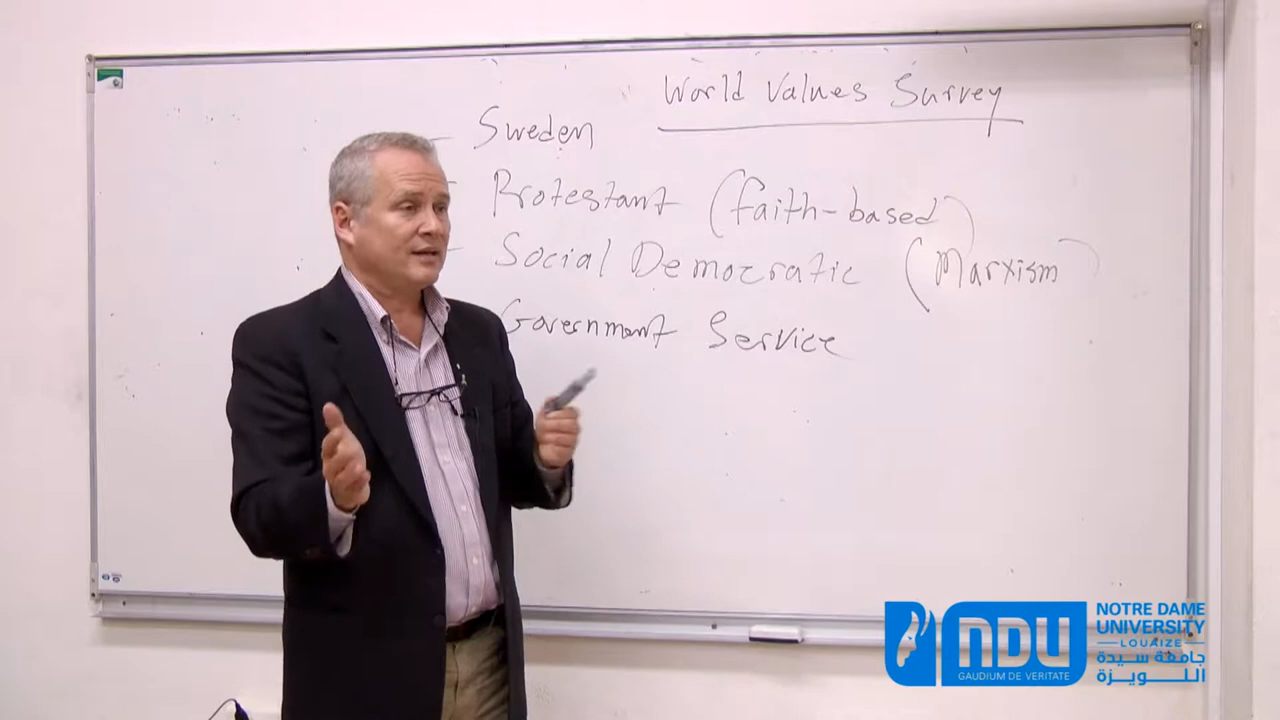 World Values Survey
- Sweden
- Protestant (faith-based)
- Social Democratic (Marxism)
Government Service
NDU
GAUDIUM DE VERITATE
NOTRE DAME
UNIVERSITY
LOUAIZE
جامعة سيدة
اللـويـزة